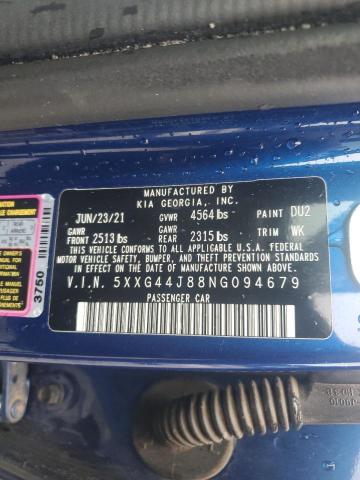 MANUFACTURED BY
KIA GEORGIA, INC.
JUN/23/21 GVWR 4564 lbs PAINT DU2
GAWR FRONT 2513 lbs GAWR REAR 2315 lbs TRIM WK
THIS VEHICLE CONFORMS TO ALL APPLICABLE U.S.A. FEDERAL
MOTOR VEHICLE SAFETY, BUMPER, AND THEFT PREVENTION
STANDARDS IN EFFECT ON THE DATE OF MANUFACTURE SHOWN ABOVE.
V.I.N. 5XXG44J88NG094679
PASSENGER CAR
3750